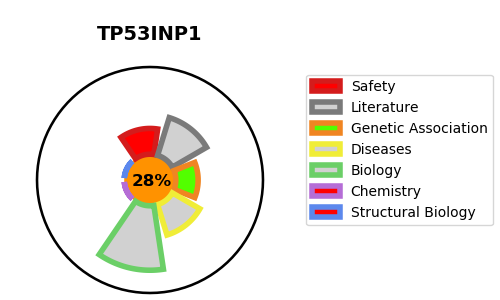 TP53INP1
28%
Safety
Literature
Genetic Association
Diseases
Biology
Chemistry
Structural Biology